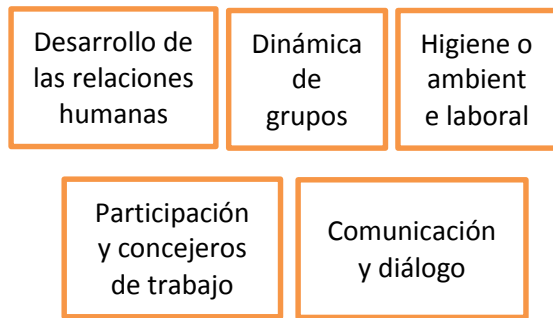 Desarrollo de
las relaciones
humanas
Dinámica
de
grupos
Higiene o
ambient
e laboral
Participación
y concejeros
de trabajo
Comunicación
y diálogo